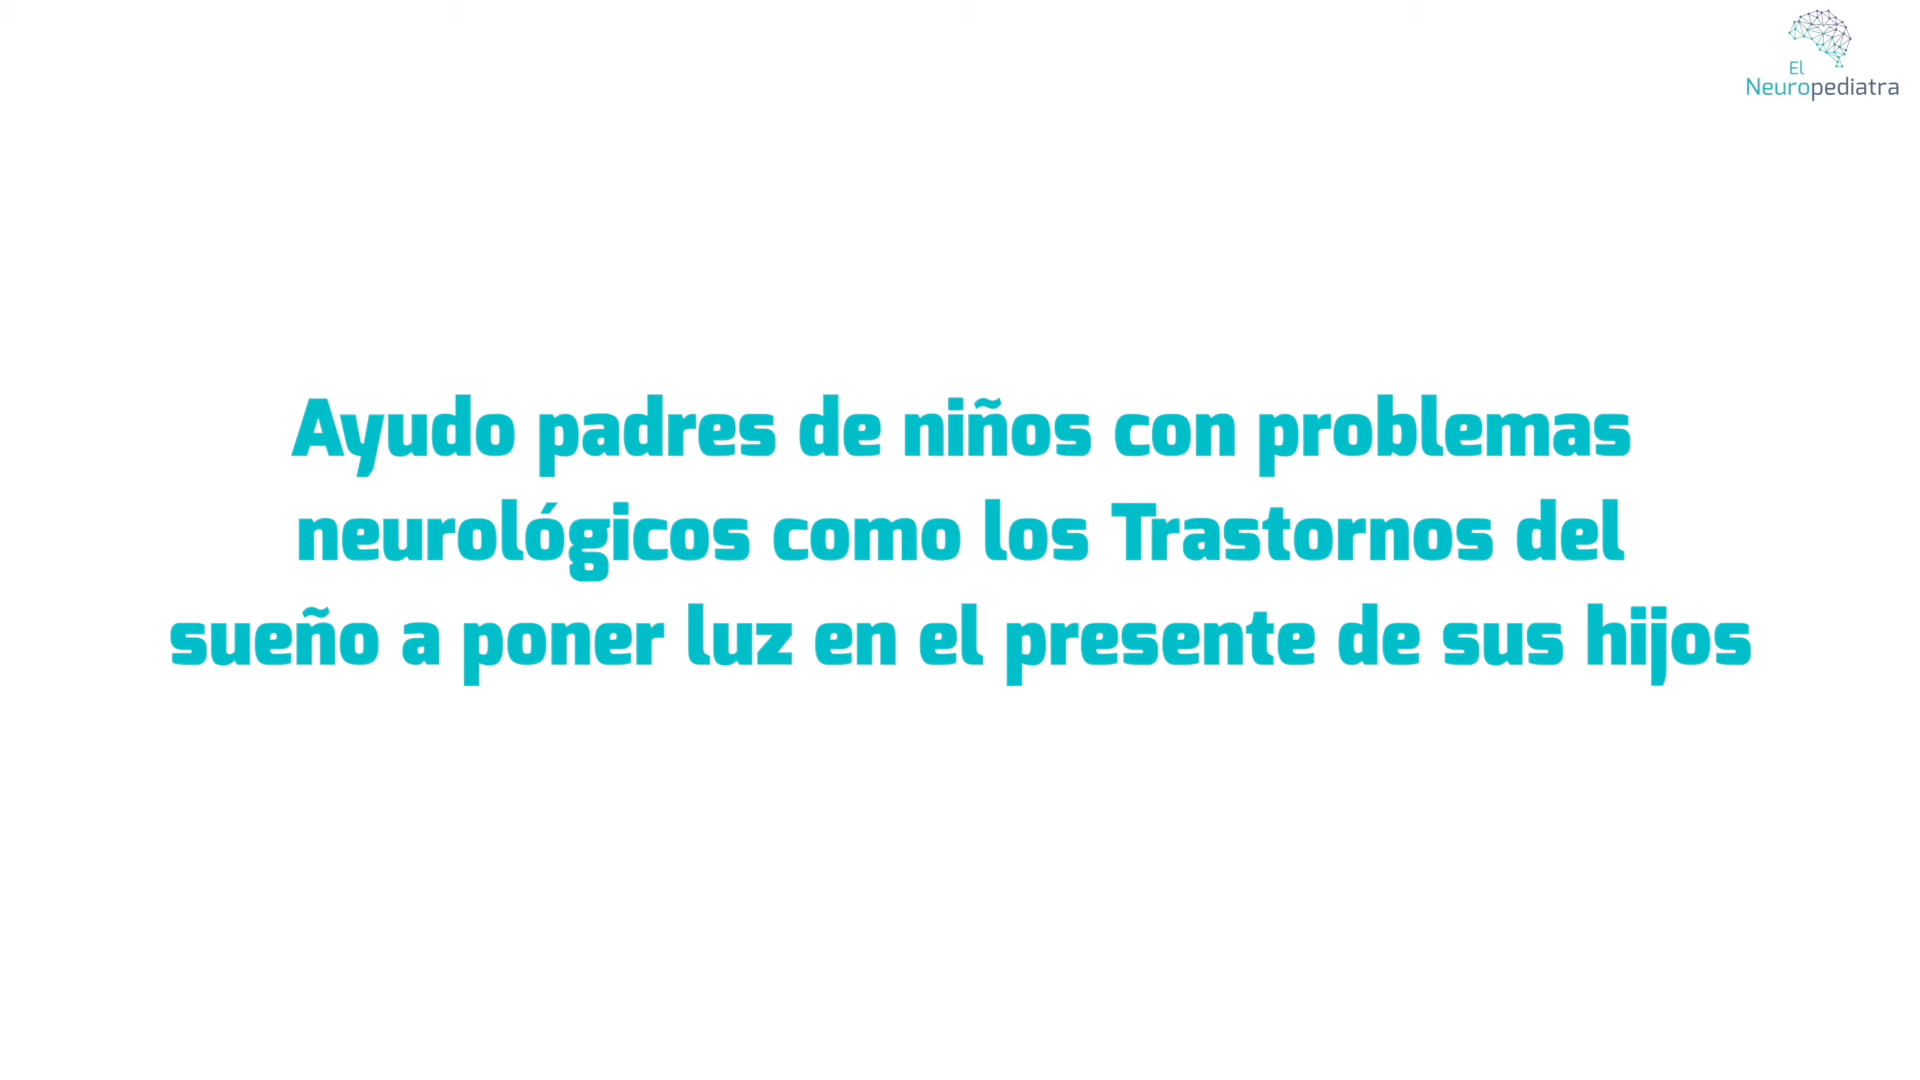 El
Neuropediatra
Ayudo padres de niños con problemas
neurológicos como los Trastornos del
sueño a poner luz en el presente de sus hijos